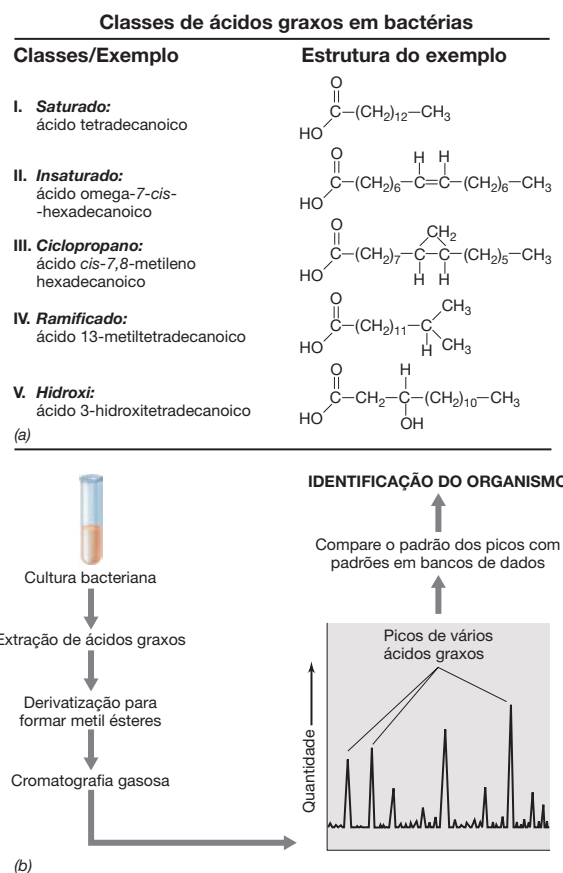 Classes de ácidos graxos em bactérias
Classes/Exemplo
Estrutura do exemplo
I. Saturado:
ácido tetradecanoico
O
C—(CH2)12—CH3
HO
II. Insaturado:
ácido omega-7-cis-
-hexadecanoico
O H H
C—(CH2)6—C=C—(CH2)6—CH3
HO
III. Ciclopropano:
ácido cis-7,8-metileno
hexadecanoico
O CH2
C—(CH2)7—C—C—(CH2)5—CH3
HO H H
IV. Ramificado:
ácido 13-metiltetradecanoico
O CH3
C—(CH2)11—C
HO H CH3
V. Hidroxi:
ácido 3-hidroxitetradecanoico
O H
C—CH2—C—(CH2)10—CH3
HO OH
(a)
Cultura bacteriana
Extração de ácidos graxos
Derivatização para
formar metil ésteres
Cromatografia gasosa
Quantidade
Picos de vários
ácidos graxos
Compare o padrão dos picos com
padrões em bancos de dados
IDENTIFICAÇÃO DO ORGANISMO
(b)